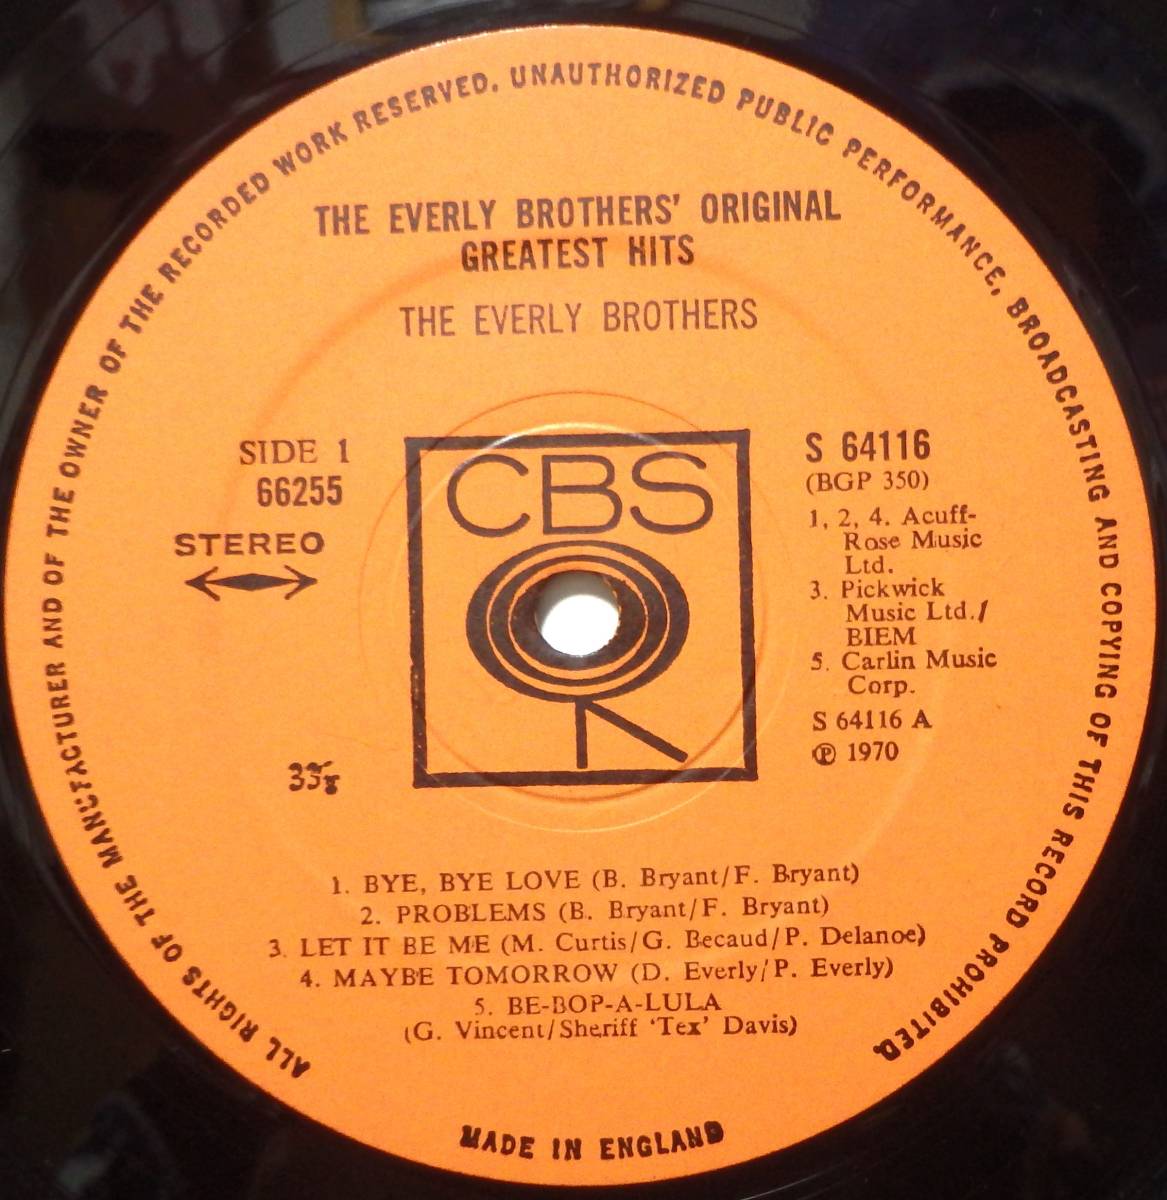 ALL RIGHTS OF THE MANUFACTURER AND OF THE OWNER OF THE RECORDED WORK RESERVED. UNAUTHORIZED PUBLIC PERFORMANCE, BROADCASTING AND COPYING OF THIS RECORD PROHIBITED.
THE EVERLY BROTHERS' ORIGINAL
GREATEST HITS
THE EVERLY BROTHERS
SIDE 1
66255
STEREO
CBS
S 64116
(BGP 350)
1, 2, 4. Acuff-
Rose Music
Ltd.
3. Pickwick
Music Ltd./
BIEM
5. Carlin Music
Corp.
S 64116 A
℗ 1970
1. BYE, BYE LOVE (B. Bryant/F. Bryant)
2. PROBLEMS (B. Bryant/F. Bryant)
3. LET IT BE ME (M. Curtis/G. Becaud/P. Delanoe)
4. MAYBE TOMORROW (D. Everly/P. Everly)
5. BE-BOP-A-LULA
(G. Vincent/Sheriff 'Tex' Davis)
MADE IN ENGLAND